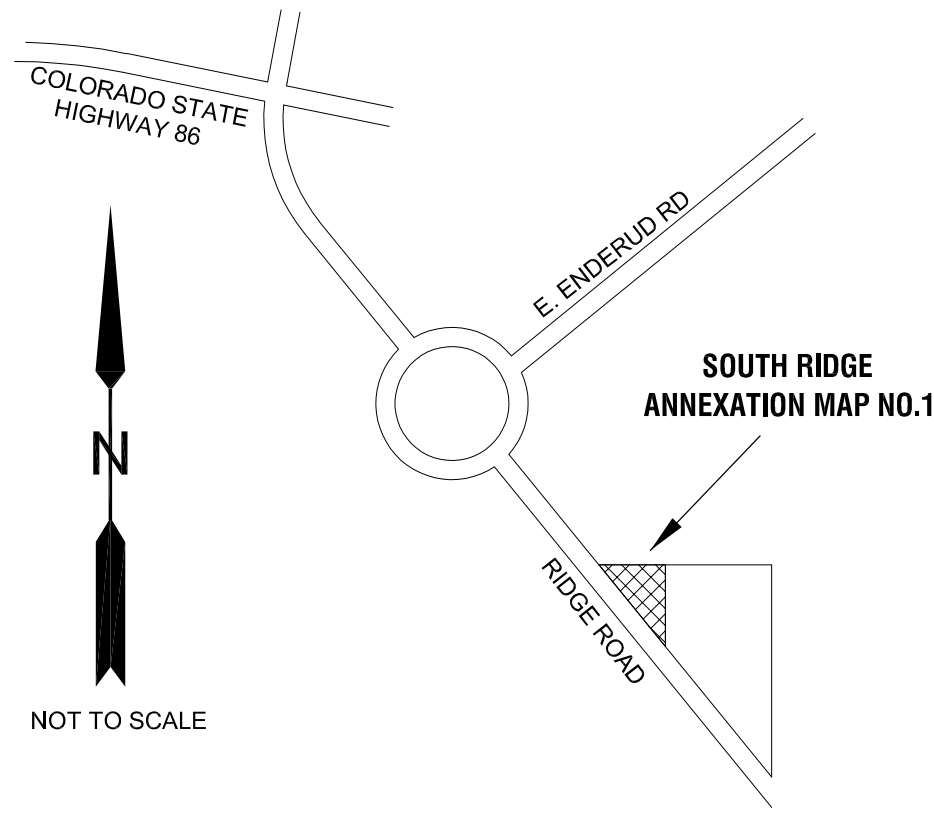 COLORADO STATE
HIGHWAY 86
E. ENDERUD RD
SOUTH RIDGE
ANNEXATION MAP NO.1
N
RIDGE ROAD
NOT TO SCALE